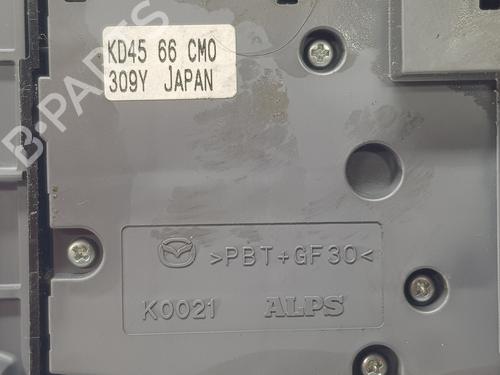 KD45 66 CM0
309Y JAPAN
B-PARTS
>PBT+GF30<
K0021 ALPS